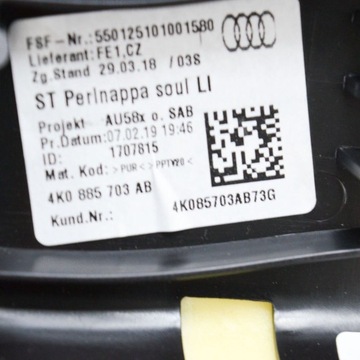 FSF-Nr.:550125101001580
Lieferant:FE1,CZ
Zg.Stand 29.03.18 /03S
ST Perlnappa soul LI
Projekt AU58x o. SAB
Pr.Datum:07.02.19 19:46
ID: 1707815
Mat. Kod: >PUR<>PPTV20<
4K0 885 703 AB
4K085703AB73G
Kund.Nr.: